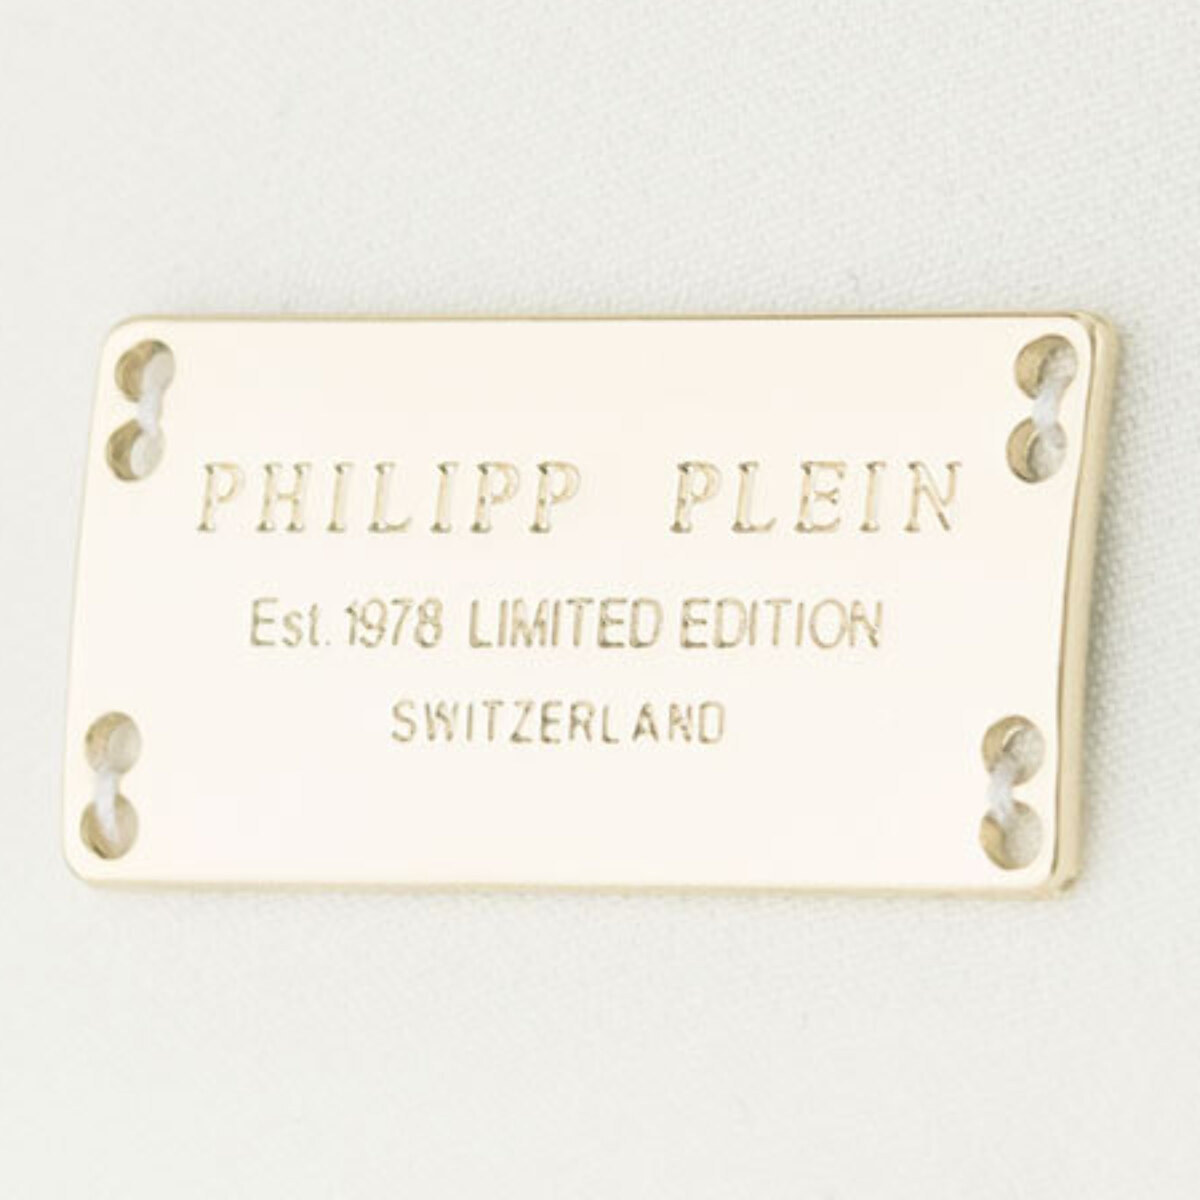 PHILIPP PLEIN
Est. 1978 LIMITED EDITION
SWITZERLAND